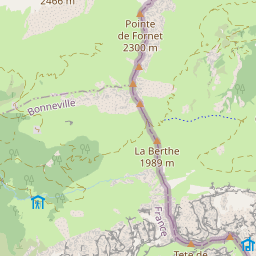 2466 m
Pointe
de Fornet
2300 m
Bonneville
La Berthe
1989 m
France
Tete de